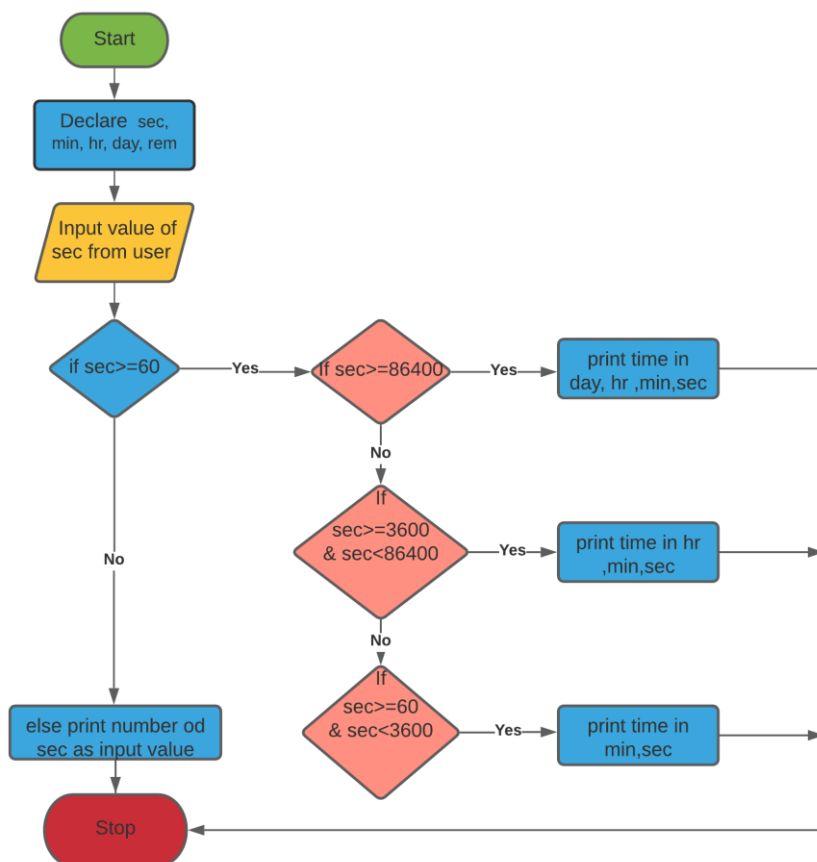 Start
Declare sec,
min, hr, day, rem
Input value of
sec from user
if sec>=60
Yes
If sec>=86400
Yes
print time in
day, hr ,min,sec
No
If
sec>=3600
& sec<86400
Yes
print time in hr
,min,sec
No
No
If
sec>=60
& sec<3600
Yes
print time in
min,sec
else print number od
sec as input value
Stop